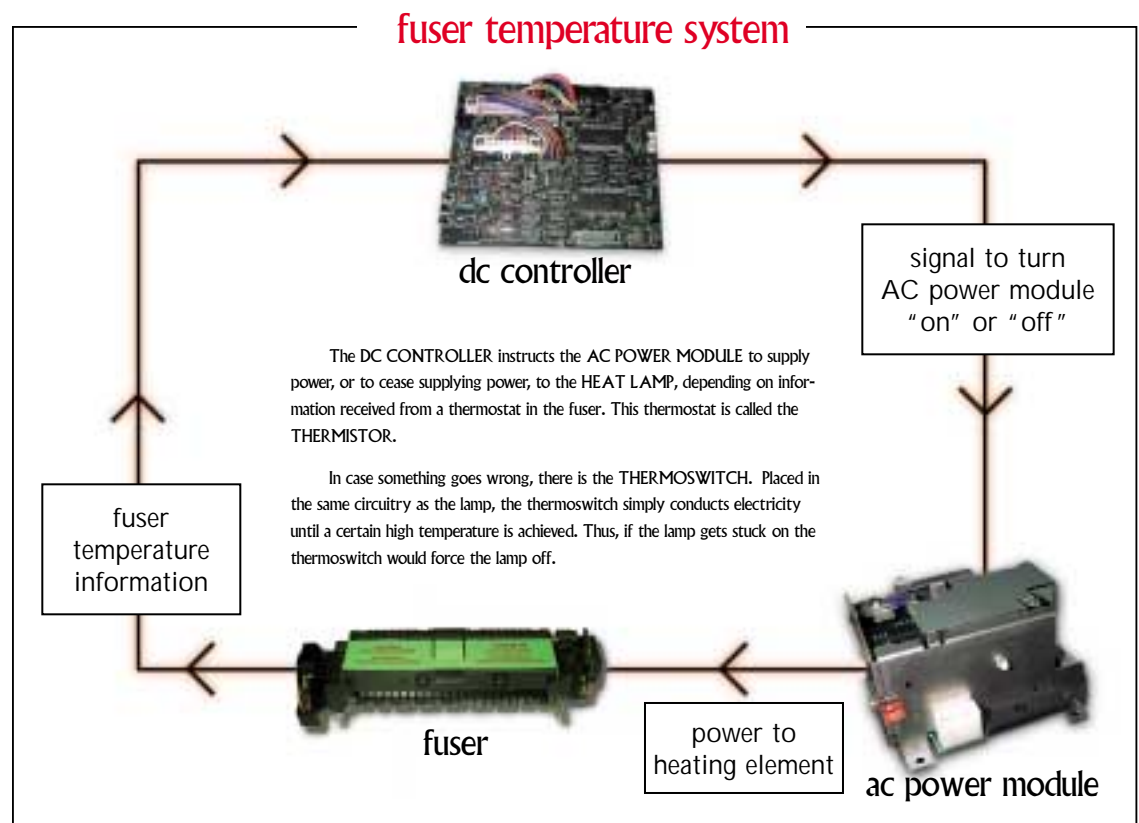 fuser temperature system
dc controller
signal to turn
AC power module
“on” or “off”
The DC CONTROLLER instructs the AC POWER MODULE to supply
power, or to cease supplying power, to the HEAT LAMP, depending on infor-
mation received from a thermostat in the fuser. This thermostat is called the
THERMISTOR.
In case something goes wrong, there is the THERMOSWITCH. Placed in
the same circuitry as the lamp, the thermoswitch simply conducts electricity
until a certain high temperature is achieved. Thus, if the lamp gets stuck on the
thermoswitch would force the lamp off.
fuser
temperature
information
fuser
power to
heating element
ac power module